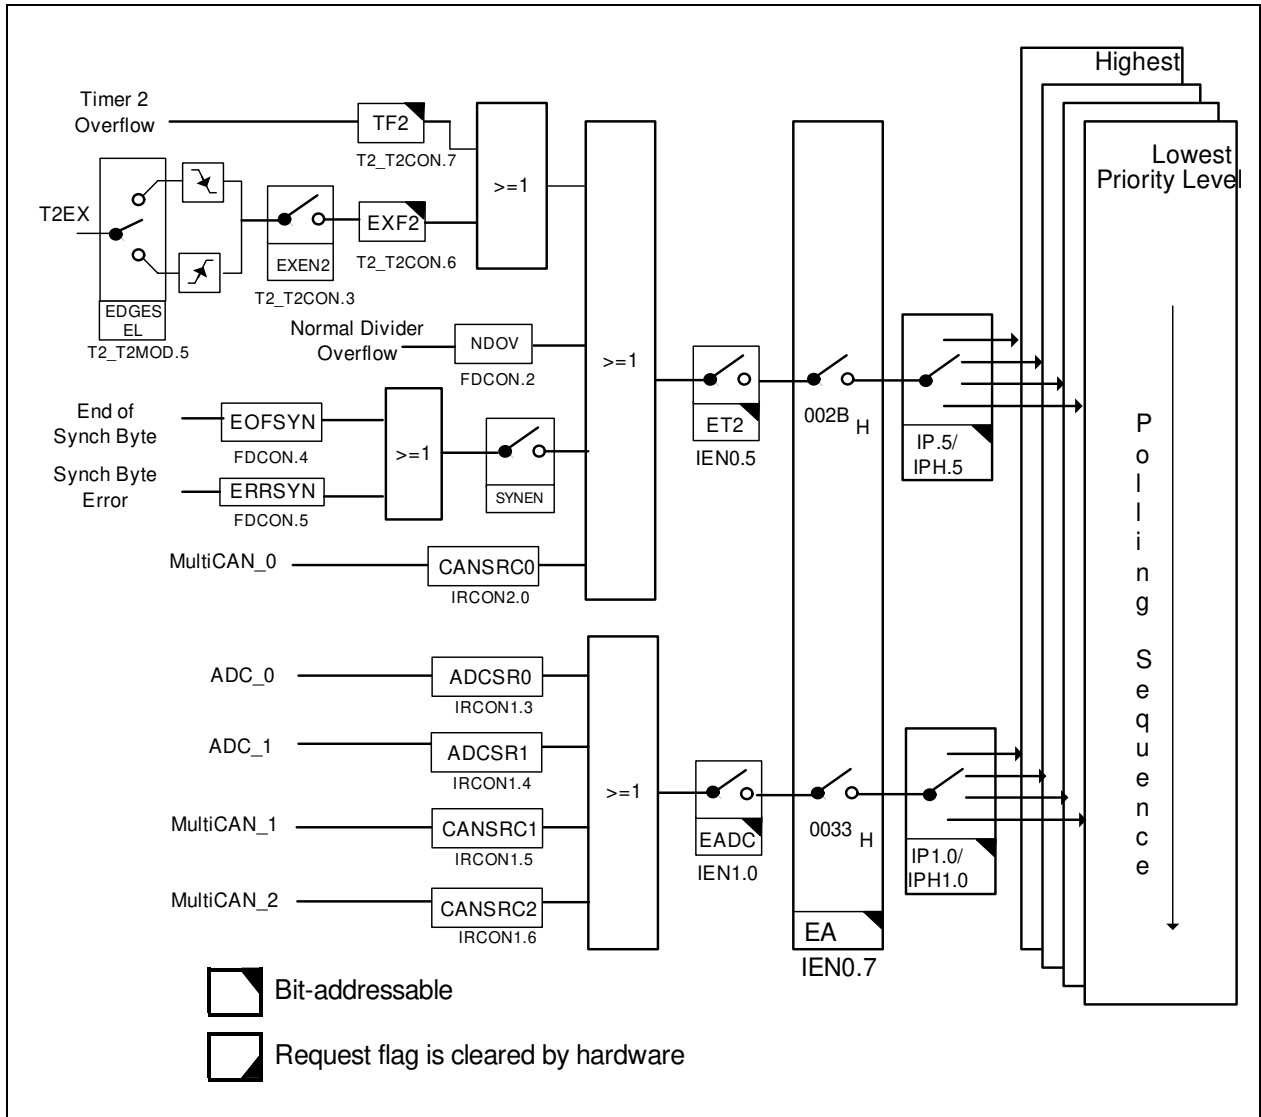 Highest
Lowest
Priority Level
Timer 2
Overflow
TF2
T2_T2CON.7
>=1
T2EX
EXEN2
T2_T2CON.3
EXF2
T2_T2CON.6
EDGES
EL
T2_T2MOD.5
Normal Divider
Overflow
NDOV
FDCON.2
>=1
End of
Synch Byte
EOFSYN
FDCON.4
Synch Byte
Error
ERRSYN
FDCON.5
>=1
SYNEN
MultiCAN_0
CANSRC0
IRCON2.0
ET2
IEN0.5
002B H
IP.5/
IPH.5
ADC_0
ADCSR0
IRCON1.3
ADC_1
ADCSR1
IRCON1.4
MultiCAN_1
CANSRC1
IRCON1.5
MultiCAN_2
CANSRC2
IRCON1.6
>=1
EADC
IEN1.0
0033 H
IP1.0/
IPH1.0
EA
IEN0.7
Polling Sequence
Bit-addressable
Request flag is cleared by hardware